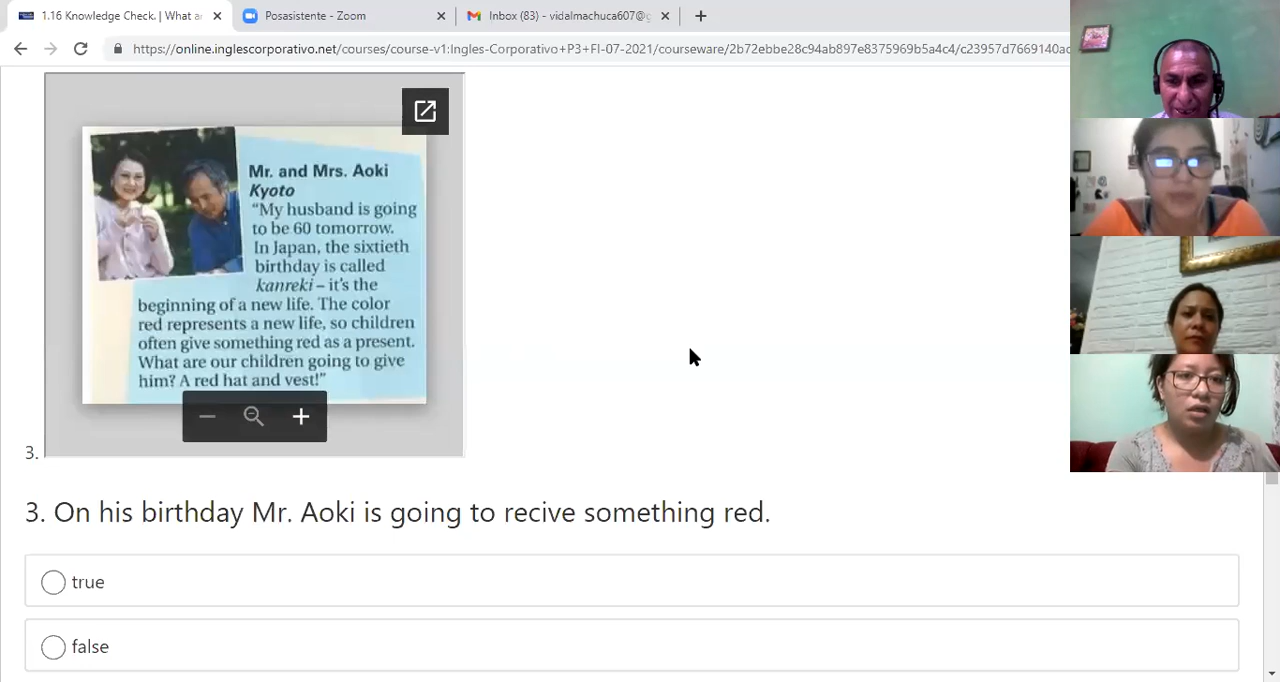 1.16 Knowledge Check. | What a
Posasistente - Zoom
Inbox (83) - vidalmachuca607@g
https://online.inglescorporativo.net/courses/course-v1:Ingles-Corporativo+P3+FI-07-2021/courseware/2b72ebbe28c94ab897e8375969b5a4c4/c23957d7669140ac
Mr. and Mrs. Aoki
Kyoto
"My husband is going
to be 60 tomorrow.
In Japan, the sixtieth
birthday is called
kanreki – it's the
beginning of a new life. The color
red represents a new life, so children
often give something red as a present.
What are our children going to give
him? A red hat and vest!"
3.
3. On his birthday Mr. Aoki is going to recive something red.
true
false